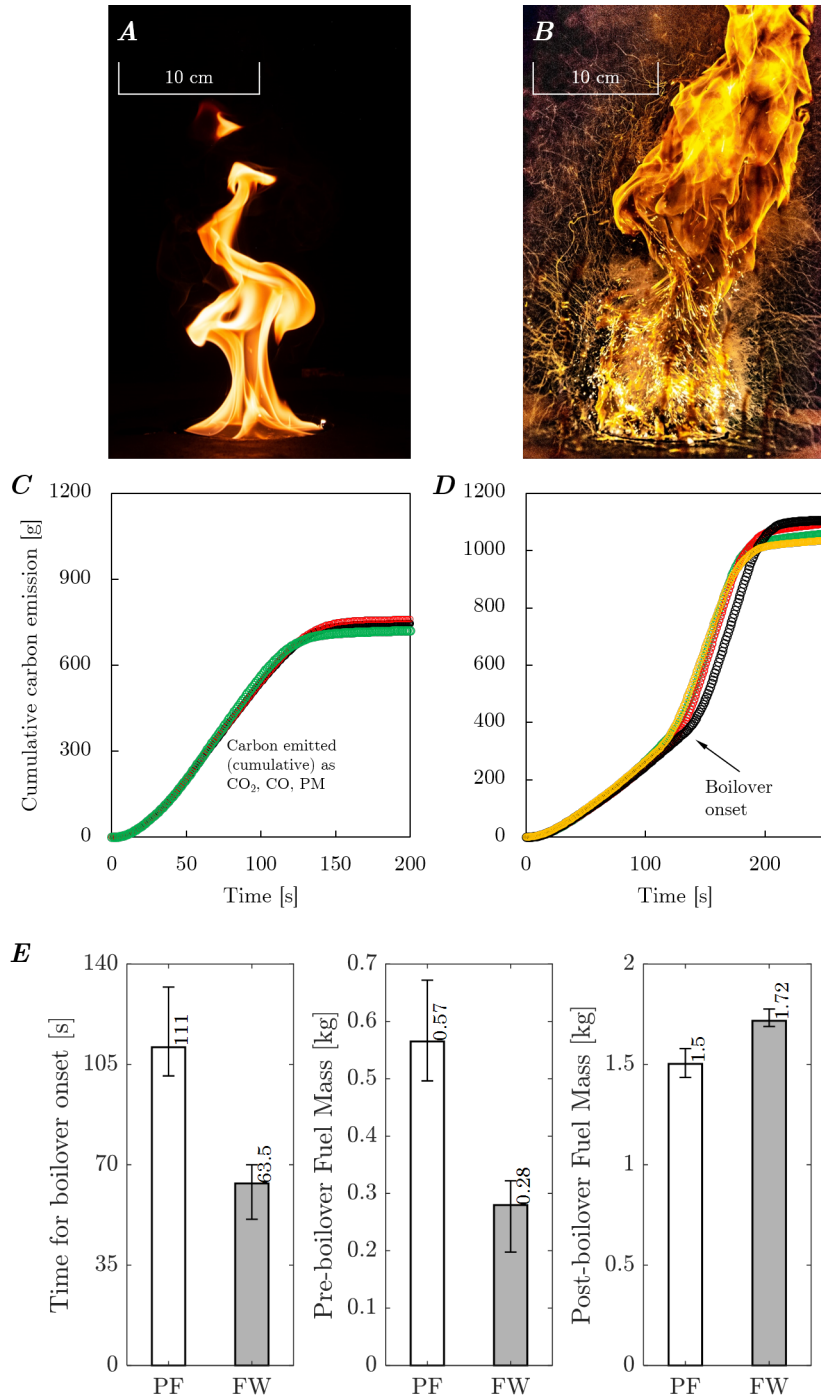 A
10 cm
B
10 cm
C
1200
900
600
300
0
Cumulative carbon emission [g]
Carbon emitted
(cumulative) as
CO₂, CO, PM
0
50
100
150
200
Time [s]
D
1200
1000
800
600
400
200
0
Boilover
onset
0
100
200
Time [s]
E
140
105
70
35
0
Time for boilover onset [s]
111
63.5
PF
FW
0.7
0.6
0.5
0.4
0.3
0.2
0.1
0
Pre-boilover Fuel Mass [kg]
0.57
0.28
PF
FW
2
1.5
1
0.5
0
Post-boilover Fuel Mass [kg]
1.5
1.72
PF
FW